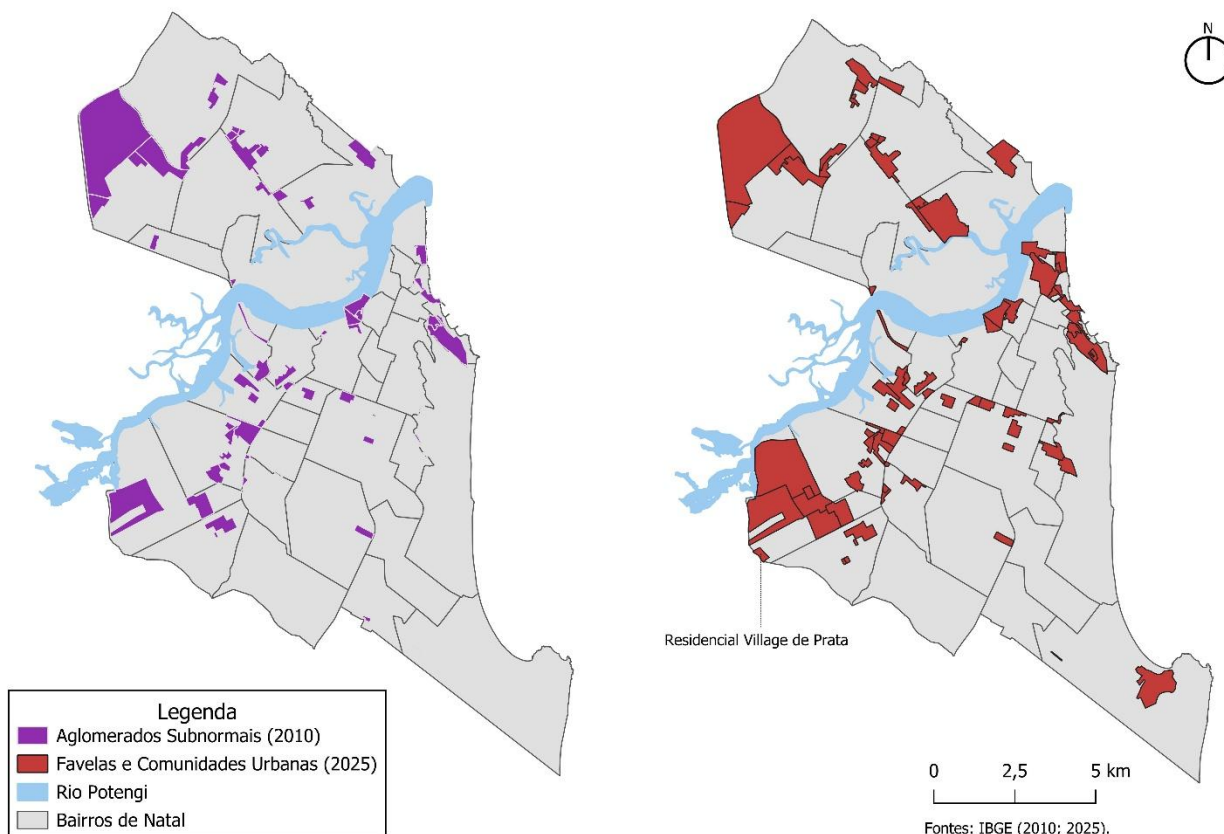 N
Residencial Village de Prata
Legenda
Aglomerados Subnormais (2010)
Favelas e Comunidades Urbanas (2025)
Rio Potengi
Bairros de Natal
0 2,5 5 km
Fontes: IBGE (2010; 2025).